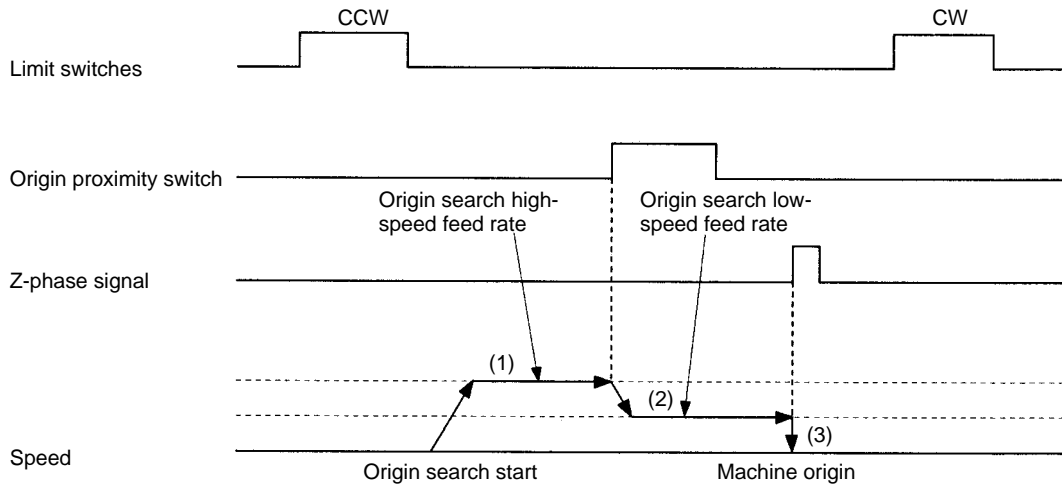 CCW
CW
Limit switches
Origin proximity switch
Origin search high-
speed feed rate
Origin search low-
speed feed rate
Z-phase signal
(1)
(2)
(3)
Speed
Origin search start
Machine origin